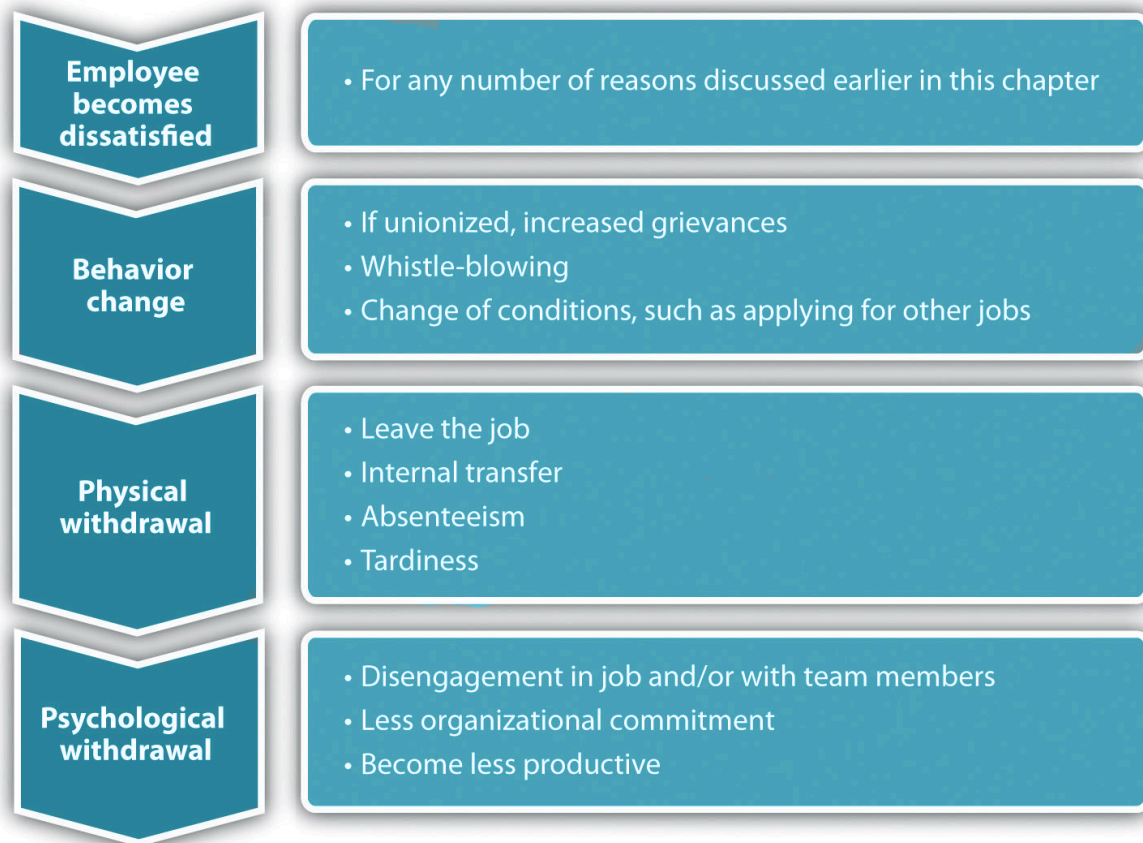 Employee
becomes
dissatisfied
• For any number of reasons discussed earlier in this chapter
Behavior
change
• If unionized, increased grievances
• Whistle-blowing
• Change of conditions, such as applying for other jobs
Physical
withdrawal
• Leave the job
• Internal transfer
• Absenteeism
• Tardiness
Psychological
withdrawal
• Disengagement in job and/or with team members
• Less organizational commitment
• Become less productive